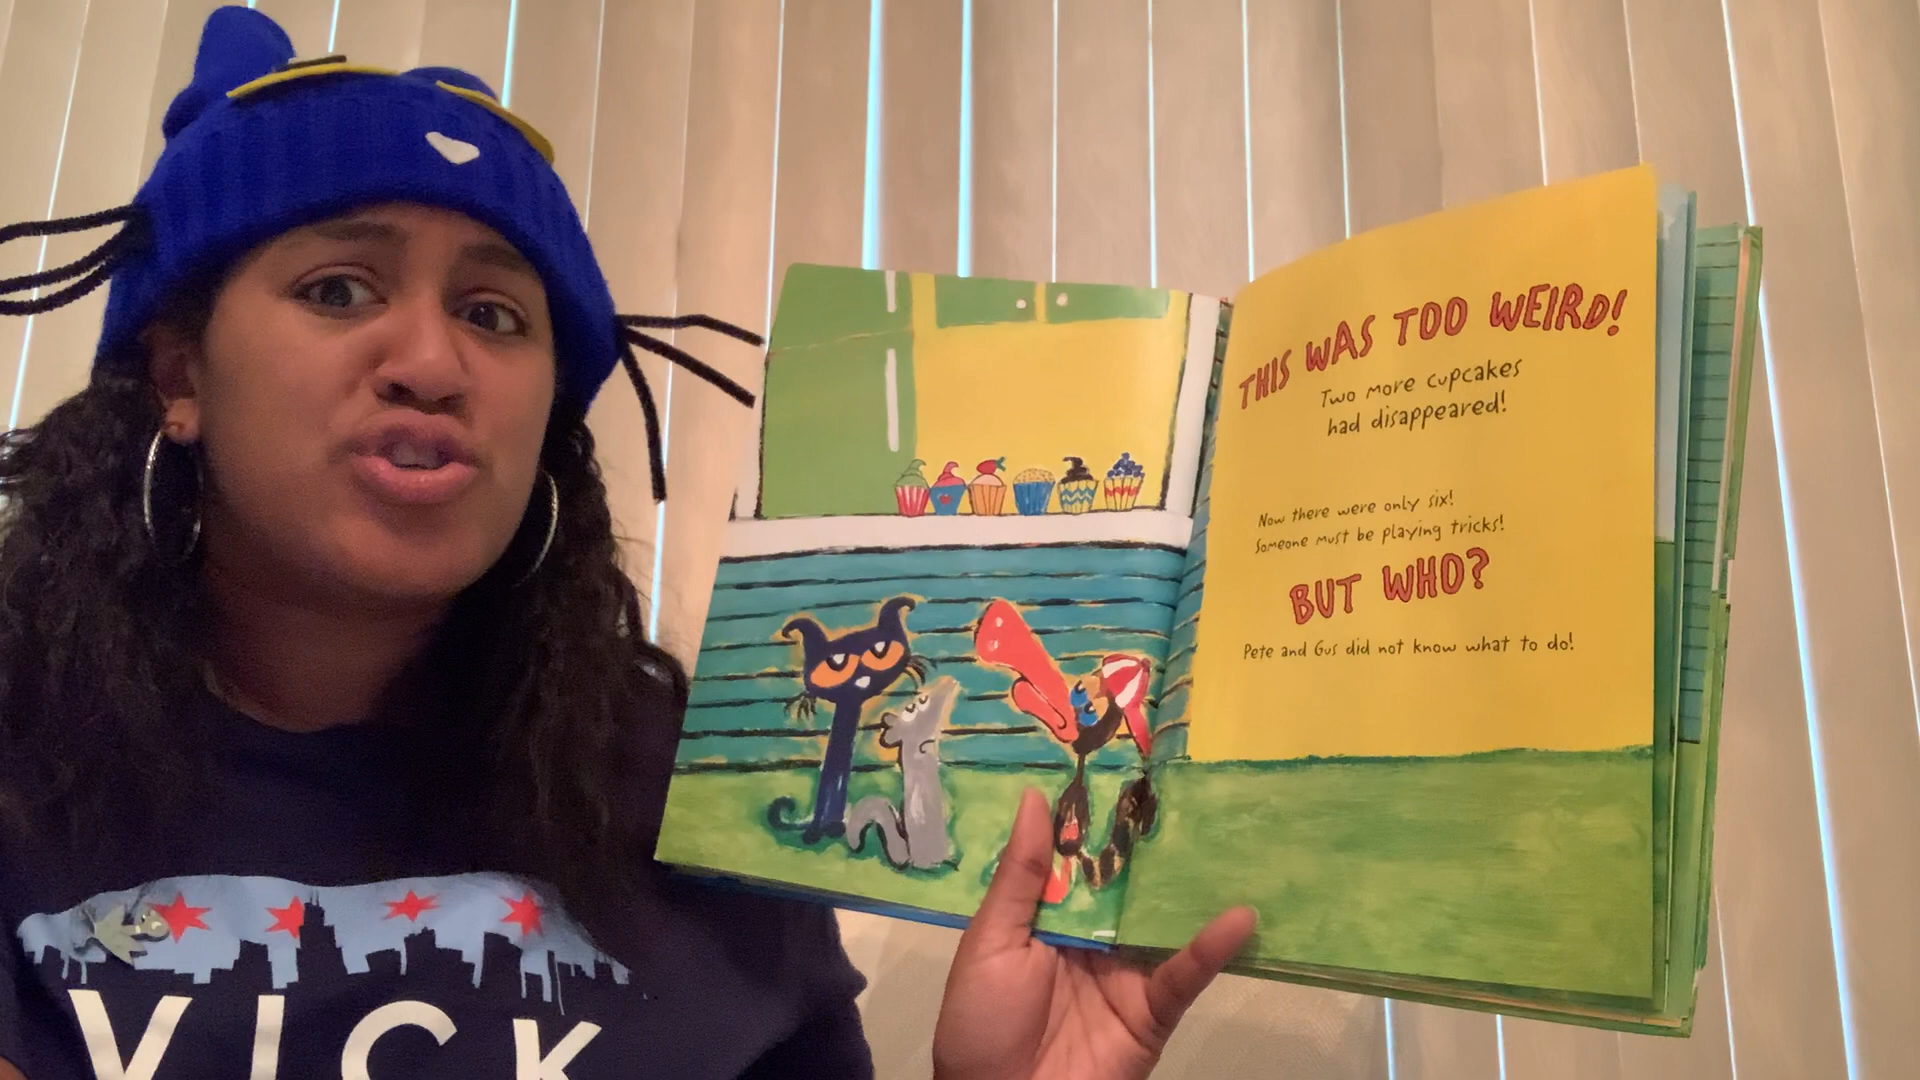 THIS WAS TOO WEIRD!
Two more cupcakes
had disappeared!
Now there were only six!
Someone must be playing tricks!
BUT WHO?
Pete and Gus did not know what to do!
VICK